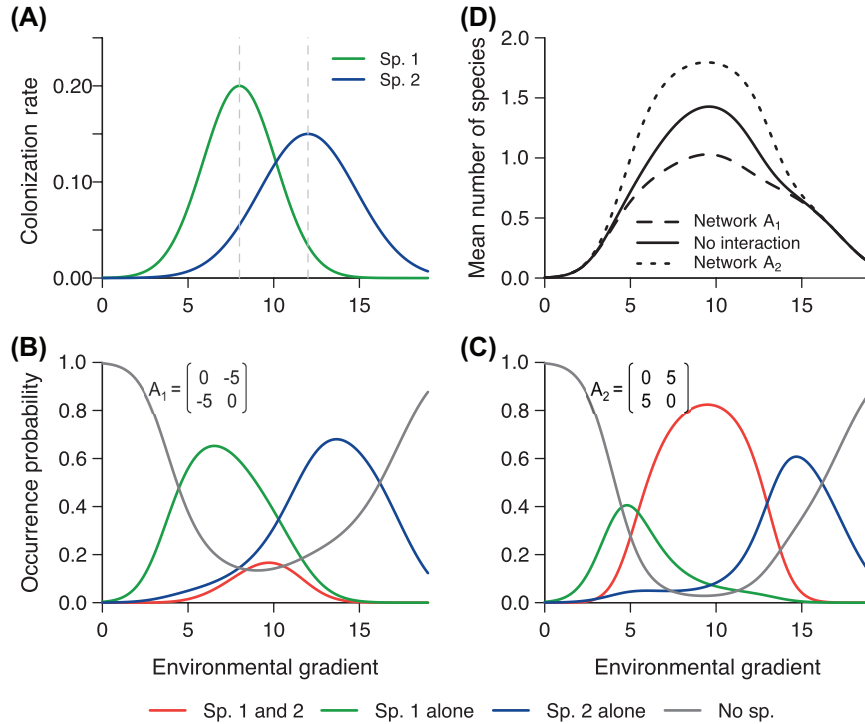 (A)
Colonization rate
0.20
0.10
0.00
0 5 10 15
Sp. 1
Sp. 2
(D)
Mean number of species
2.0
1.5
1.0
0.5
0.0
0 5 10 15
Network A1
No interaction
Network A2
(B)
Occurrence probability
1.0
0.8
0.6
0.4
0.2
0.0
A1 = [0 -5
-5 0]
0 5 10 15
Environmental gradient
(C)
1.0
0.8
0.6
0.4
0.2
0.0
A2 = [0 5
5 0]
0 5 10 15
Environmental gradient
Sp. 1 and 2 Sp. 1 alone Sp. 2 alone No sp.